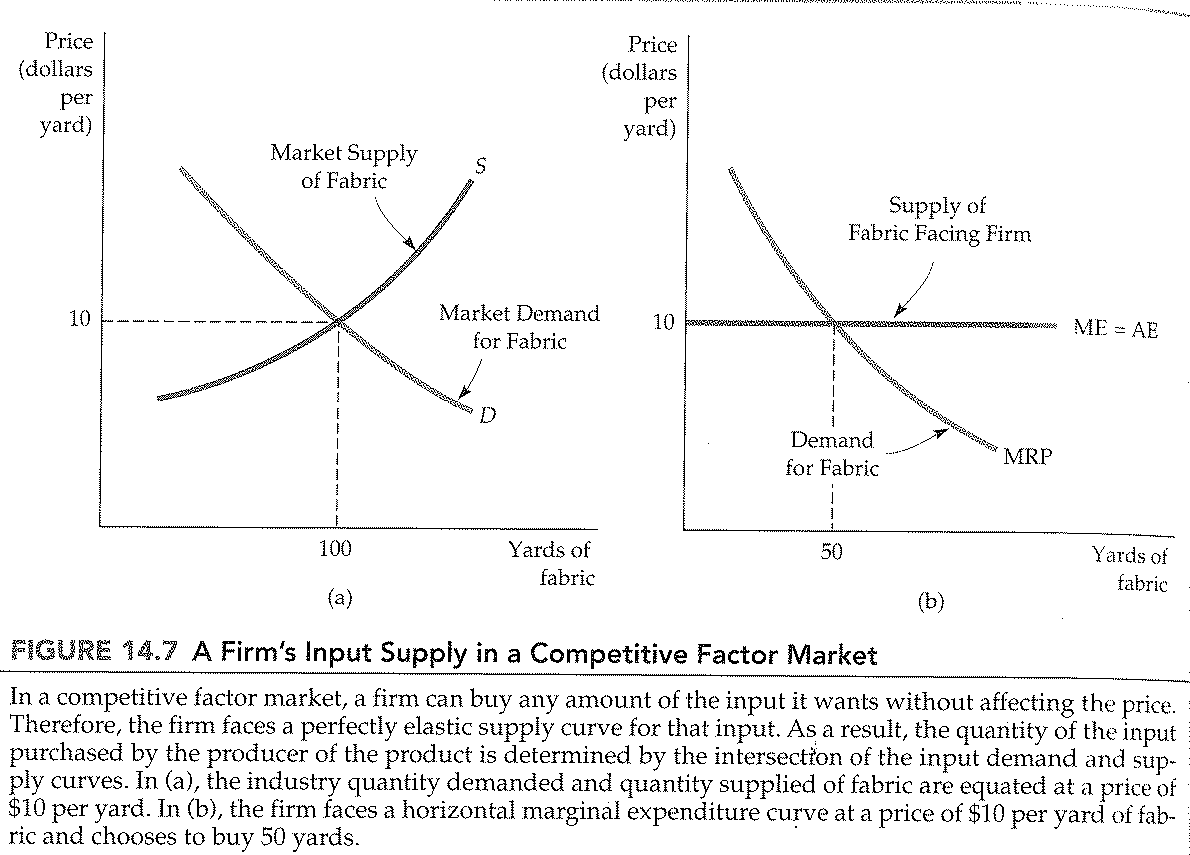 Price
(dollars
per
yard)
Market Supply
of Fabric
S
10
Market Demand
for Fabric
D
100
Yards of
fabric
(a)
Price
(dollars
per
yard)
Supply of
Fabric Facing Firm
10
ME = AE
Demand
for Fabric
MRP
50
Yards of
fabric
(b)
FIGURE 14.7 A Firm's Input Supply in a Competitive Factor Market
In a competitive factor market, a firm can buy any amount of the input it wants without affecting the price.
Therefore, the firm faces a perfectly elastic supply curve for that input. As a result, the quantity of the input
purchased by the producer of the product is determined by the intersection of the input demand and sup-
ply curves. In (a), the industry quantity demanded and quantity supplied of fabric are equated at a price of
$10 per yard. In (b), the firm faces a horizontal marginal expenditure curve at a price of $10 per yard of fab-
ric and chooses to buy 50 yards.